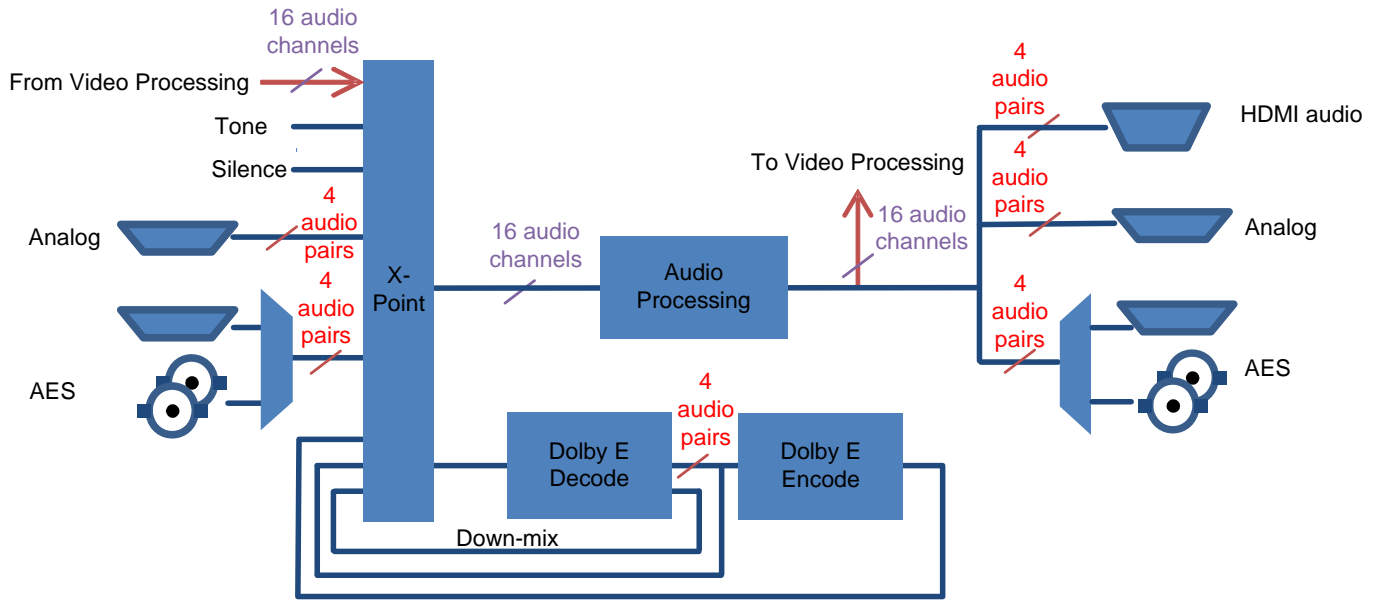 16 audio
channels
From Video Processing
Tone
Silence
4
audio
pairs
Analog
4
audio
pairs
AES
X-
Point
16 audio
channels
Audio
Processing
To Video Processing
16 audio
channels
4
audio
pairs
HDMI audio
4
audio
pairs
Analog
4
audio
pairs
AES
Dolby E
Decode
4
audio
pairs
Dolby E
Encode
Down-mix